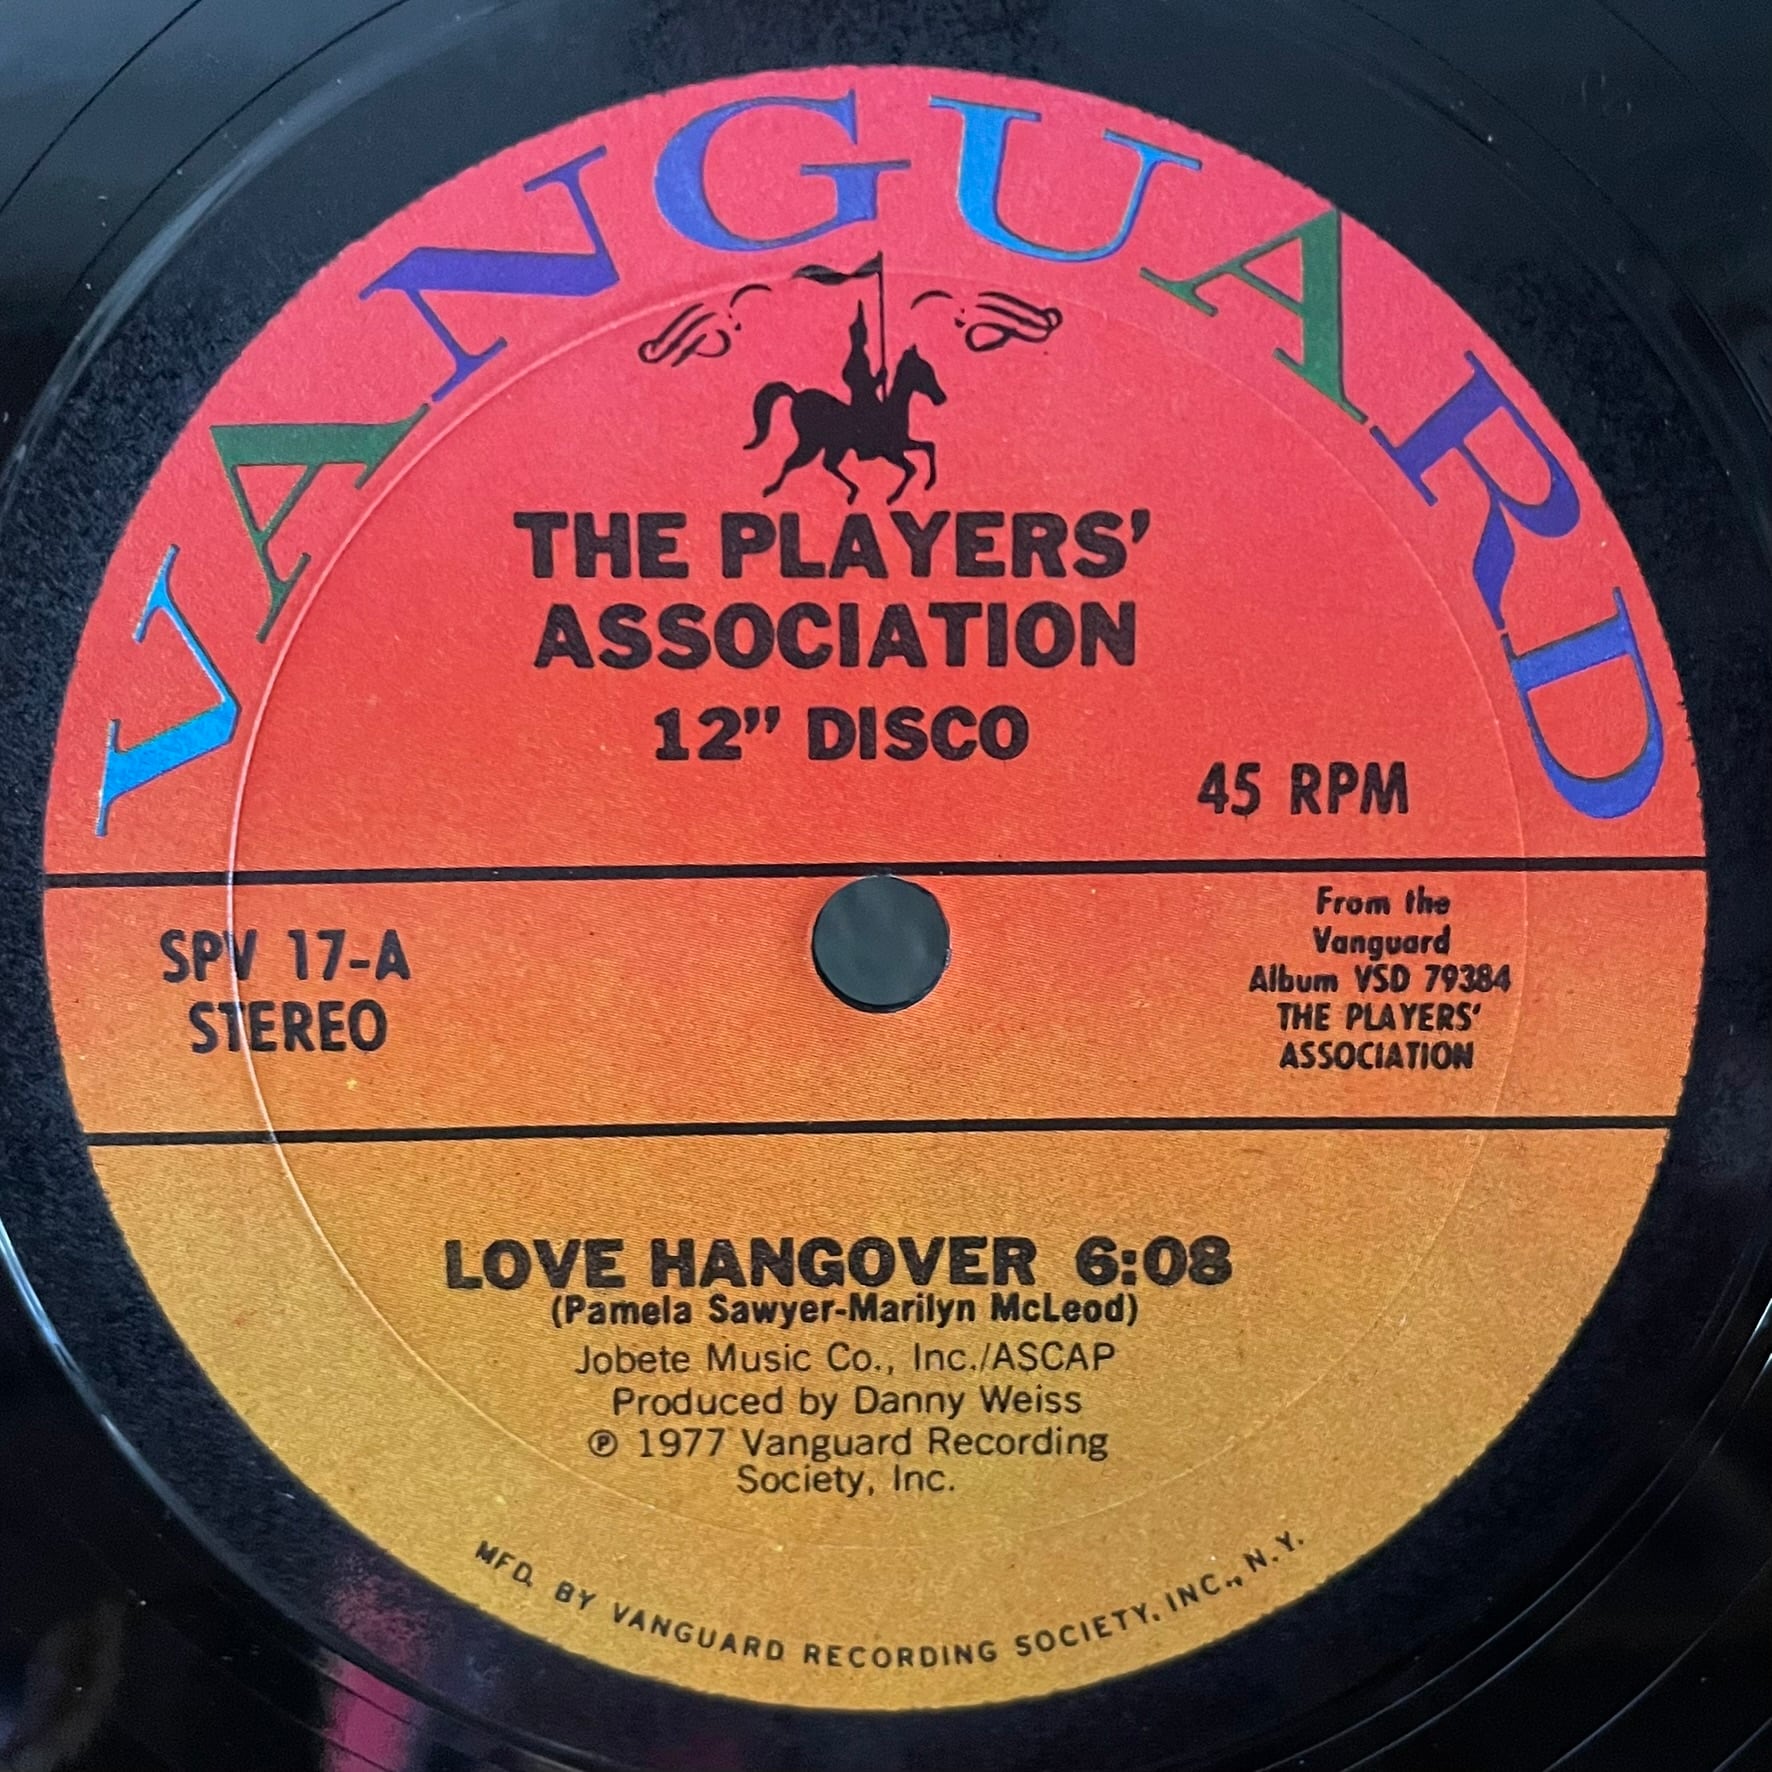 VANGUARD
THE PLAYERS'
ASSOCIATION
12" DISCO
45 RPM
SPV 17-A
STEREO
From the
Vanguard
Album VSD 79384
THE PLAYERS'
ASSOCIATION
LOVE HANGOVER 6:08
(Pamela Sawyer-Marilyn McLeod)
Jobete Music Co., Inc./ASCAP
Produced by Danny Weiss
℗ 1977 Vanguard Recording
Society, Inc.
MFD. BY VANGUARD RECORDING SOCIETY, INC., N.Y.